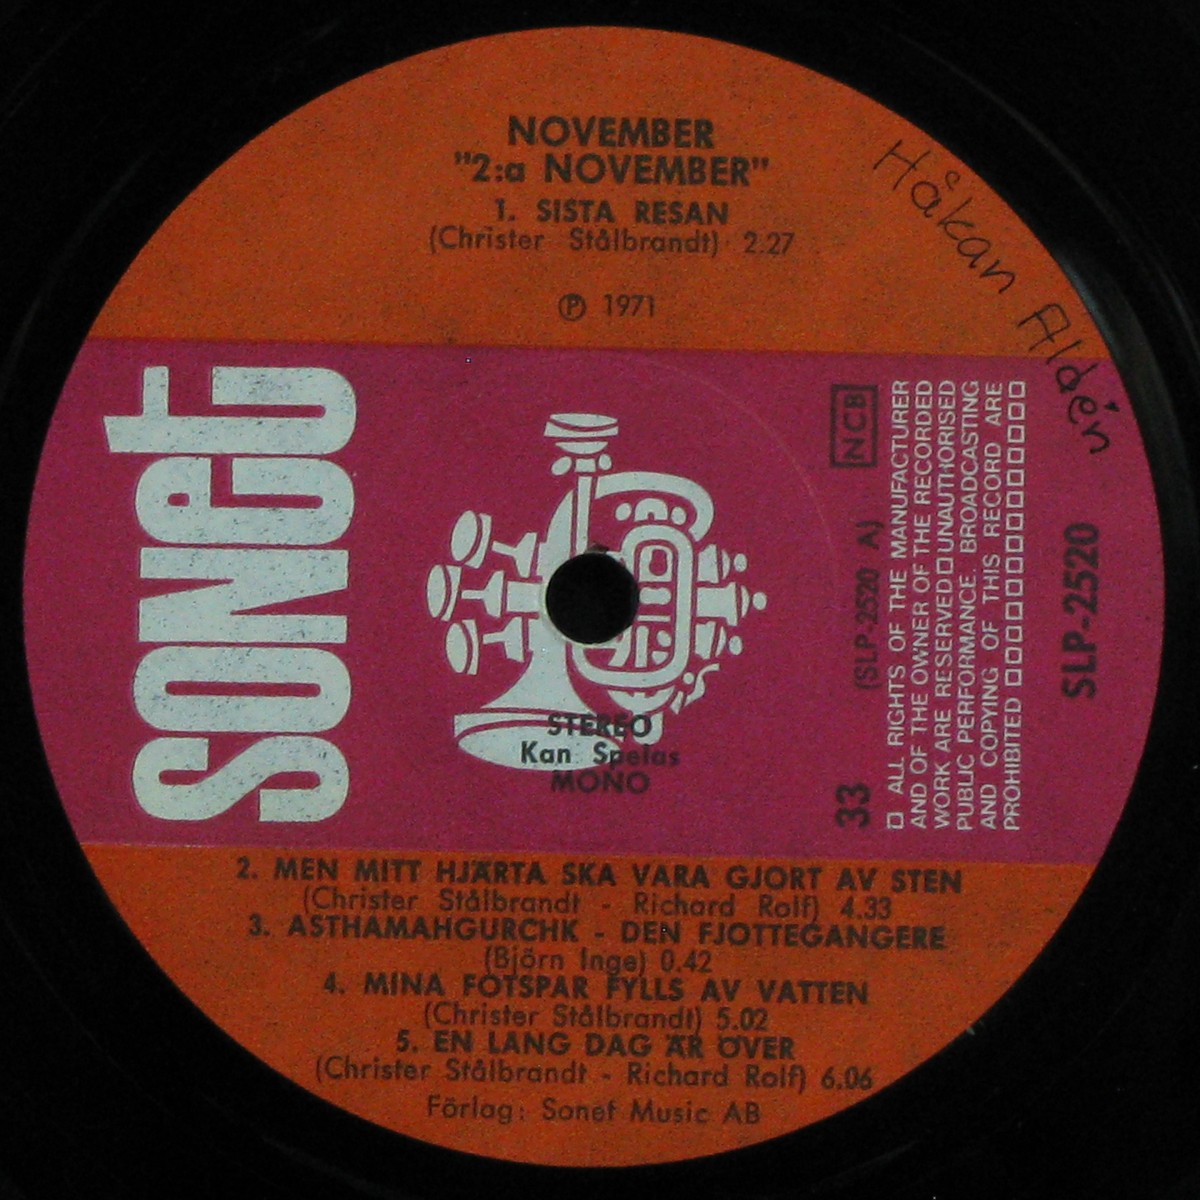 NOVEMBER
"2:a NOVEMBER"
1. SISTA RESAN
(Christer Stålbrandt) 2.27
℗ 1971
Håkan Aldén
SONET
STEREO
Kan Spelas
MONO
NCB
(SLP-2520 A)
33
□ ALL RIGHTS OF THE MANUFACTURER
AND OF THE OWNER OF THE RECORDED
WORK ARE RESERVED □ UNAUTHORISED
PUBLIC PERFORMANCE. BROADCASTING
AND COPYING OF THIS RECORD ARE
PROHIBITED □□□□□□□□□□□□□□□
SLP-2520
2. MEN MITT HJÄRTA SKA VARA GJORT AV STEN
(Christer Stålbrandt - Richard Rolf) 4.33
3. ASTHAMAHGURCHK - DEN FJOTTEGANGERE
(Björn Inge) 0.42
4. MINA FOTSPAR FYLLS AV VATTEN
(Christer Stålbrandt) 5.02
5. EN LANG DAG ÄR ÖVER
(Christer Stålbrandt - Richard Rolf) 6.06
Förlag: Sonet Music AB